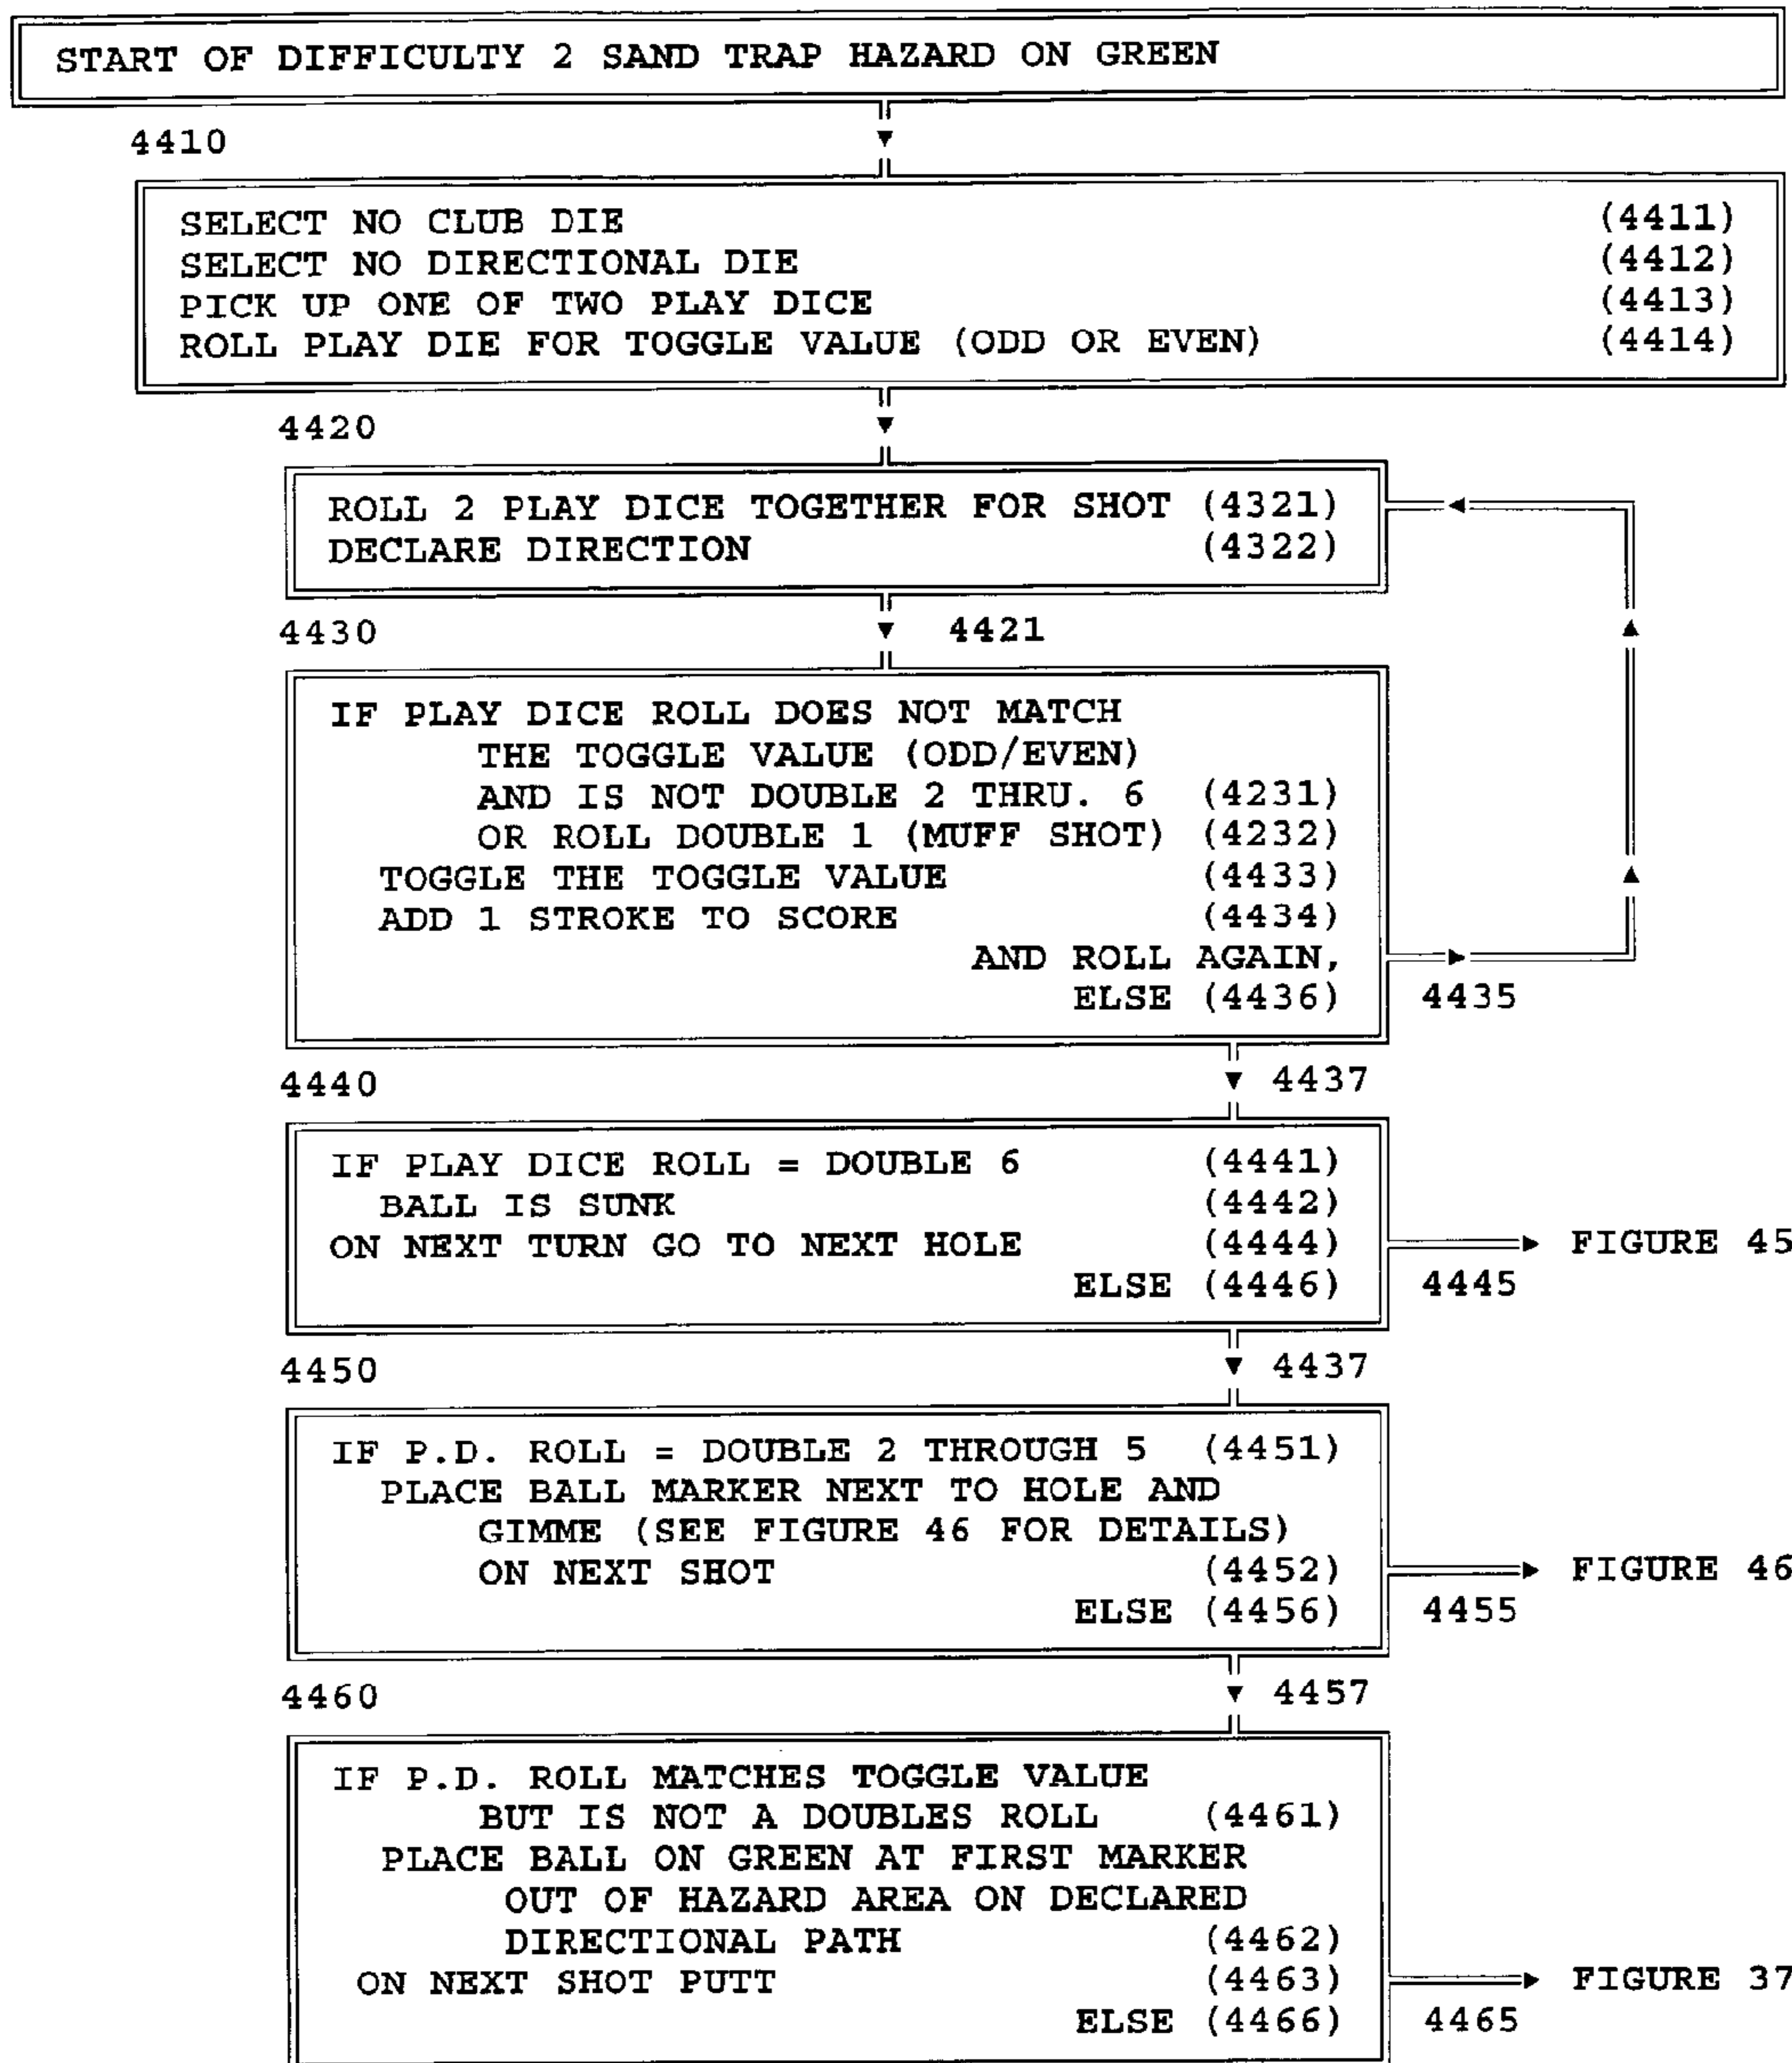 START OF DIFFICULTY 2 SAND TRAP HAZARD ON GREEN
4410
SELECT NO CLUB DIE (4411)
SELECT NO DIRECTIONAL DIE (4412)
PICK UP ONE OF TWO PLAY DICE (4413)
ROLL PLAY DIE FOR TOGGLE VALUE (ODD OR EVEN) (4414)
4420
ROLL 2 PLAY DICE TOGETHER FOR SHOT (4321)
DECLARE DIRECTION (4322)
4430 4421
IF PLAY DICE ROLL DOES NOT MATCH
THE TOGGLE VALUE (ODD/EVEN)
AND IS NOT DOUBLE 2 THRU. 6 (4231)
OR ROLL DOUBLE 1 (MUFF SHOT) (4232)
TOGGLE THE TOGGLE VALUE (4433)
ADD 1 STROKE TO SCORE (4434)
AND ROLL AGAIN,
ELSE (4436) 4435
4440 4437
IF PLAY DICE ROLL = DOUBLE 6 (4441)
BALL IS SUNK (4442)
ON NEXT TURN GO TO NEXT HOLE (4444) FIGURE 45
ELSE (4446) 4445
4450 4437
IF P.D. ROLL = DOUBLE 2 THROUGH 5 (4451)
PLACE BALL MARKER NEXT TO HOLE AND
GIMME (SEE FIGURE 46 FOR DETAILS)
ON NEXT SHOT (4452) FIGURE 46
ELSE (4456) 4455
4460 4457
IF P.D. ROLL MATCHES TOGGLE VALUE
BUT IS NOT A DOUBLES ROLL (4461)
PLACE BALL ON GREEN AT FIRST MARKER
OUT OF HAZARD AREA ON DECLARED
DIRECTIONAL PATH (4462)
ON NEXT SHOT PUTT (4463) FIGURE 37
ELSE (4466) 4465